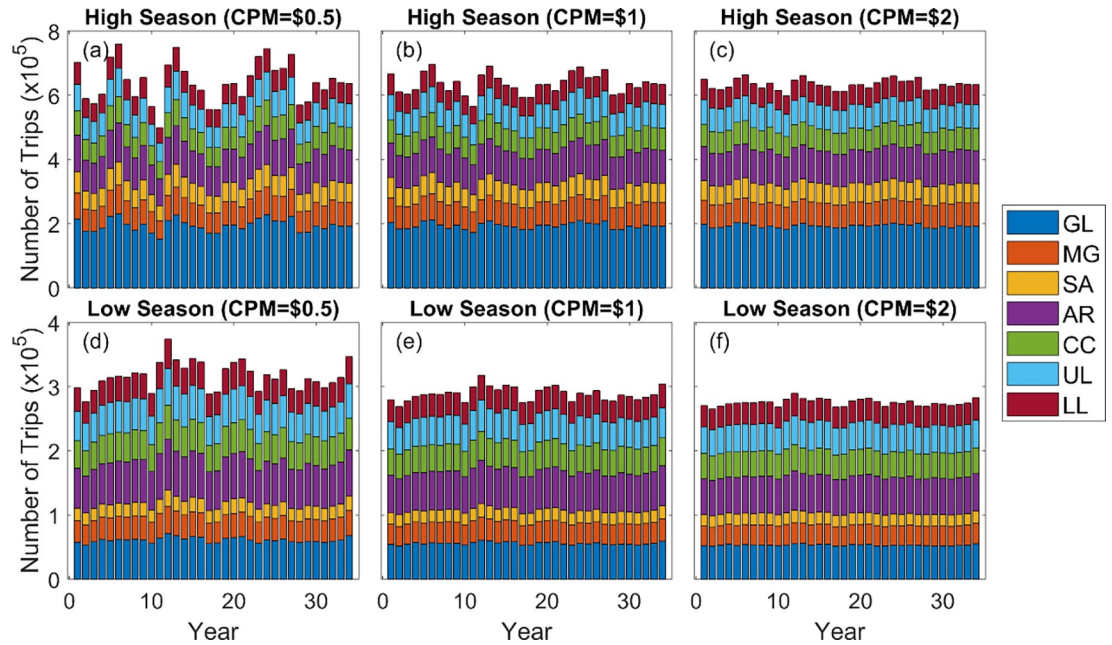 High Season (CPM=$0.5)
High Season (CPM=$1)
High Season (CPM=$2)
(a)
(b)
(c)
8
6
4
2
0
Number of Trips (x10⁵)
Low Season (CPM=$0.5)
Low Season (CPM=$1)
Low Season (CPM=$2)
(d)
(e)
(f)
4
3
2
1
0
Number of Trips (x10⁵)
0 10 20 30
0 10 20 30
0 10 20 30
Year
Year
Year
GL
MG
SA
AR
CC
UL
LL